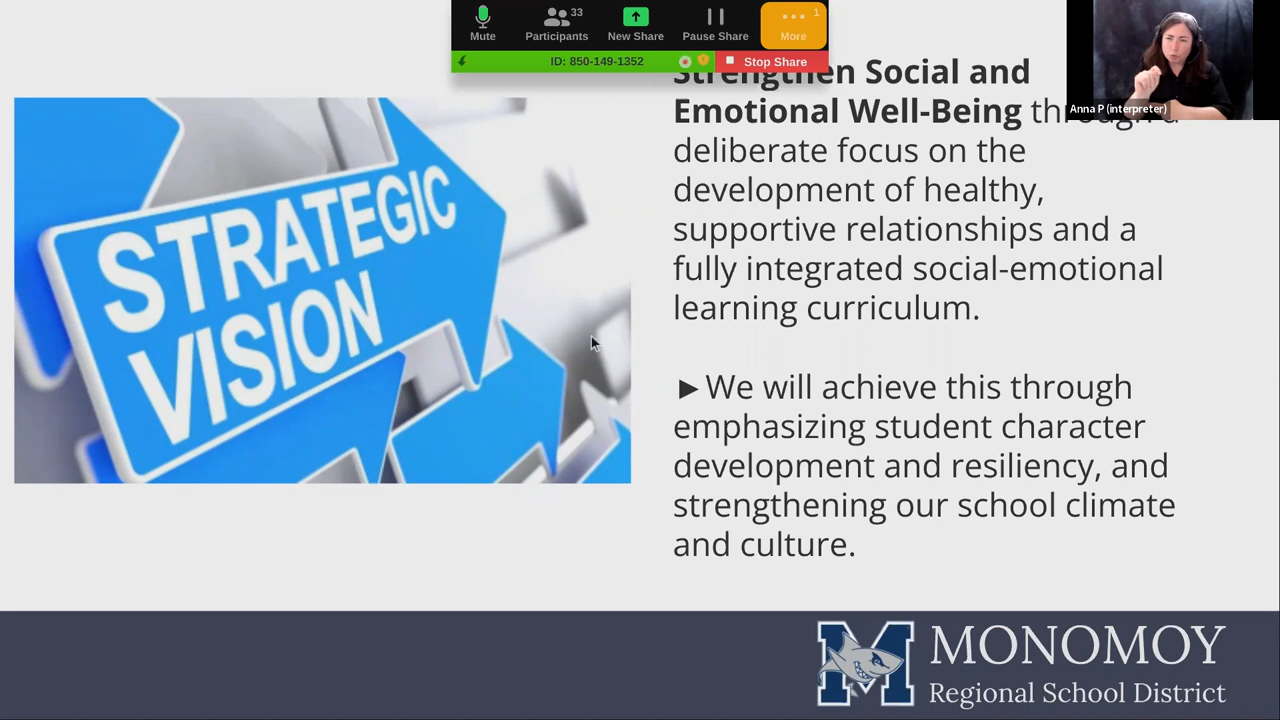 33
1
Mute
Participants
New Share
Pause Share
More
ID: 850-149-1352
Stop Share
Anna P (interpreter)
STRATEGIC
VISION
Strengthen Social and
Emotional Well-Being through a
deliberate focus on the
development of healthy,
supportive relationships and a
fully integrated social-emotional
learning curriculum.
►We will achieve this through
emphasizing student character
development and resiliency, and
strengthening our school climate
and culture.
M
MONOMOY
Regional School District